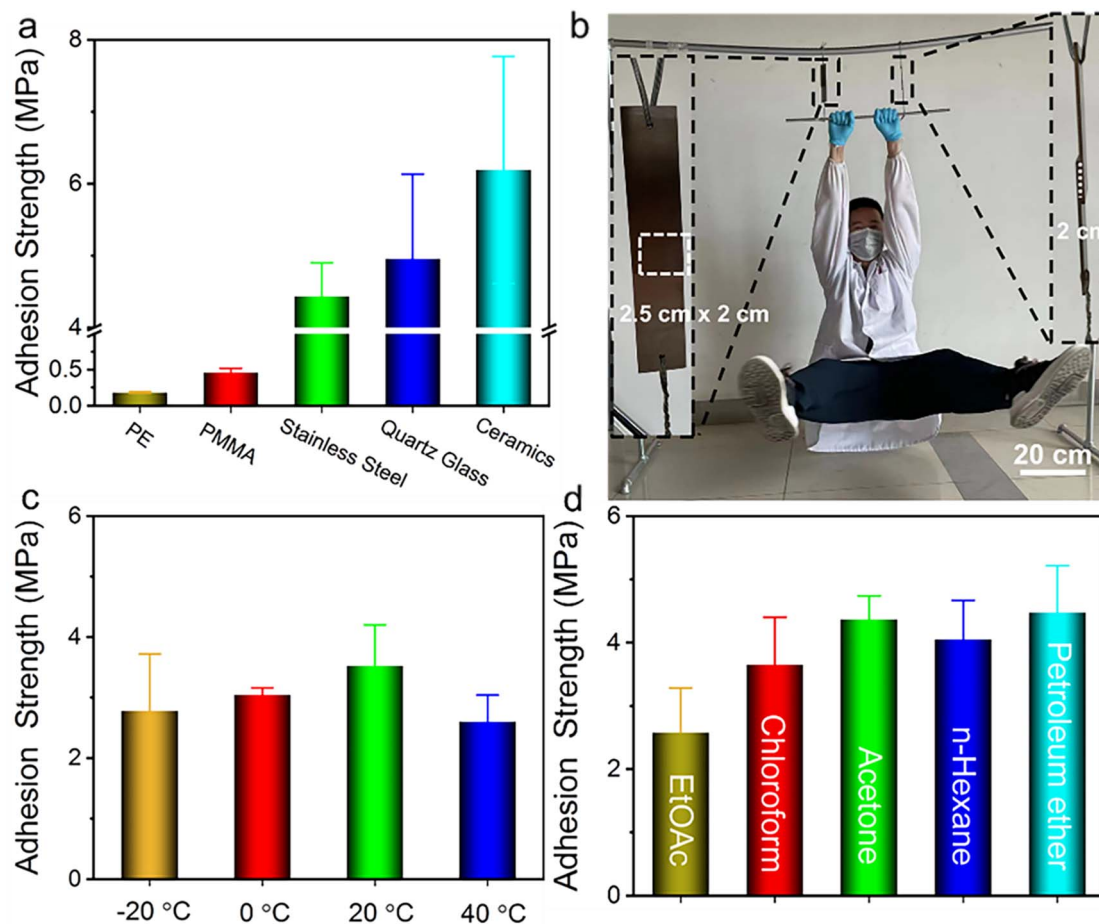 a
Adhesion Strength (MPa)
8
6
4
0.5
0.0
PE
PMMA
Stainless Steel
Quartz Glass
Ceramics
b
2.5 cm x 2 cm
2 cm
20 cm
c
Adhesion Strength (MPa)
6
4
2
0
-20 °C
0 °C
20 °C
40 °C
d
Adhesion Strength (MPa)
6
4
2
0
EtOAc
Chloroform
Acetone
n-Hexane
Petroleum ether